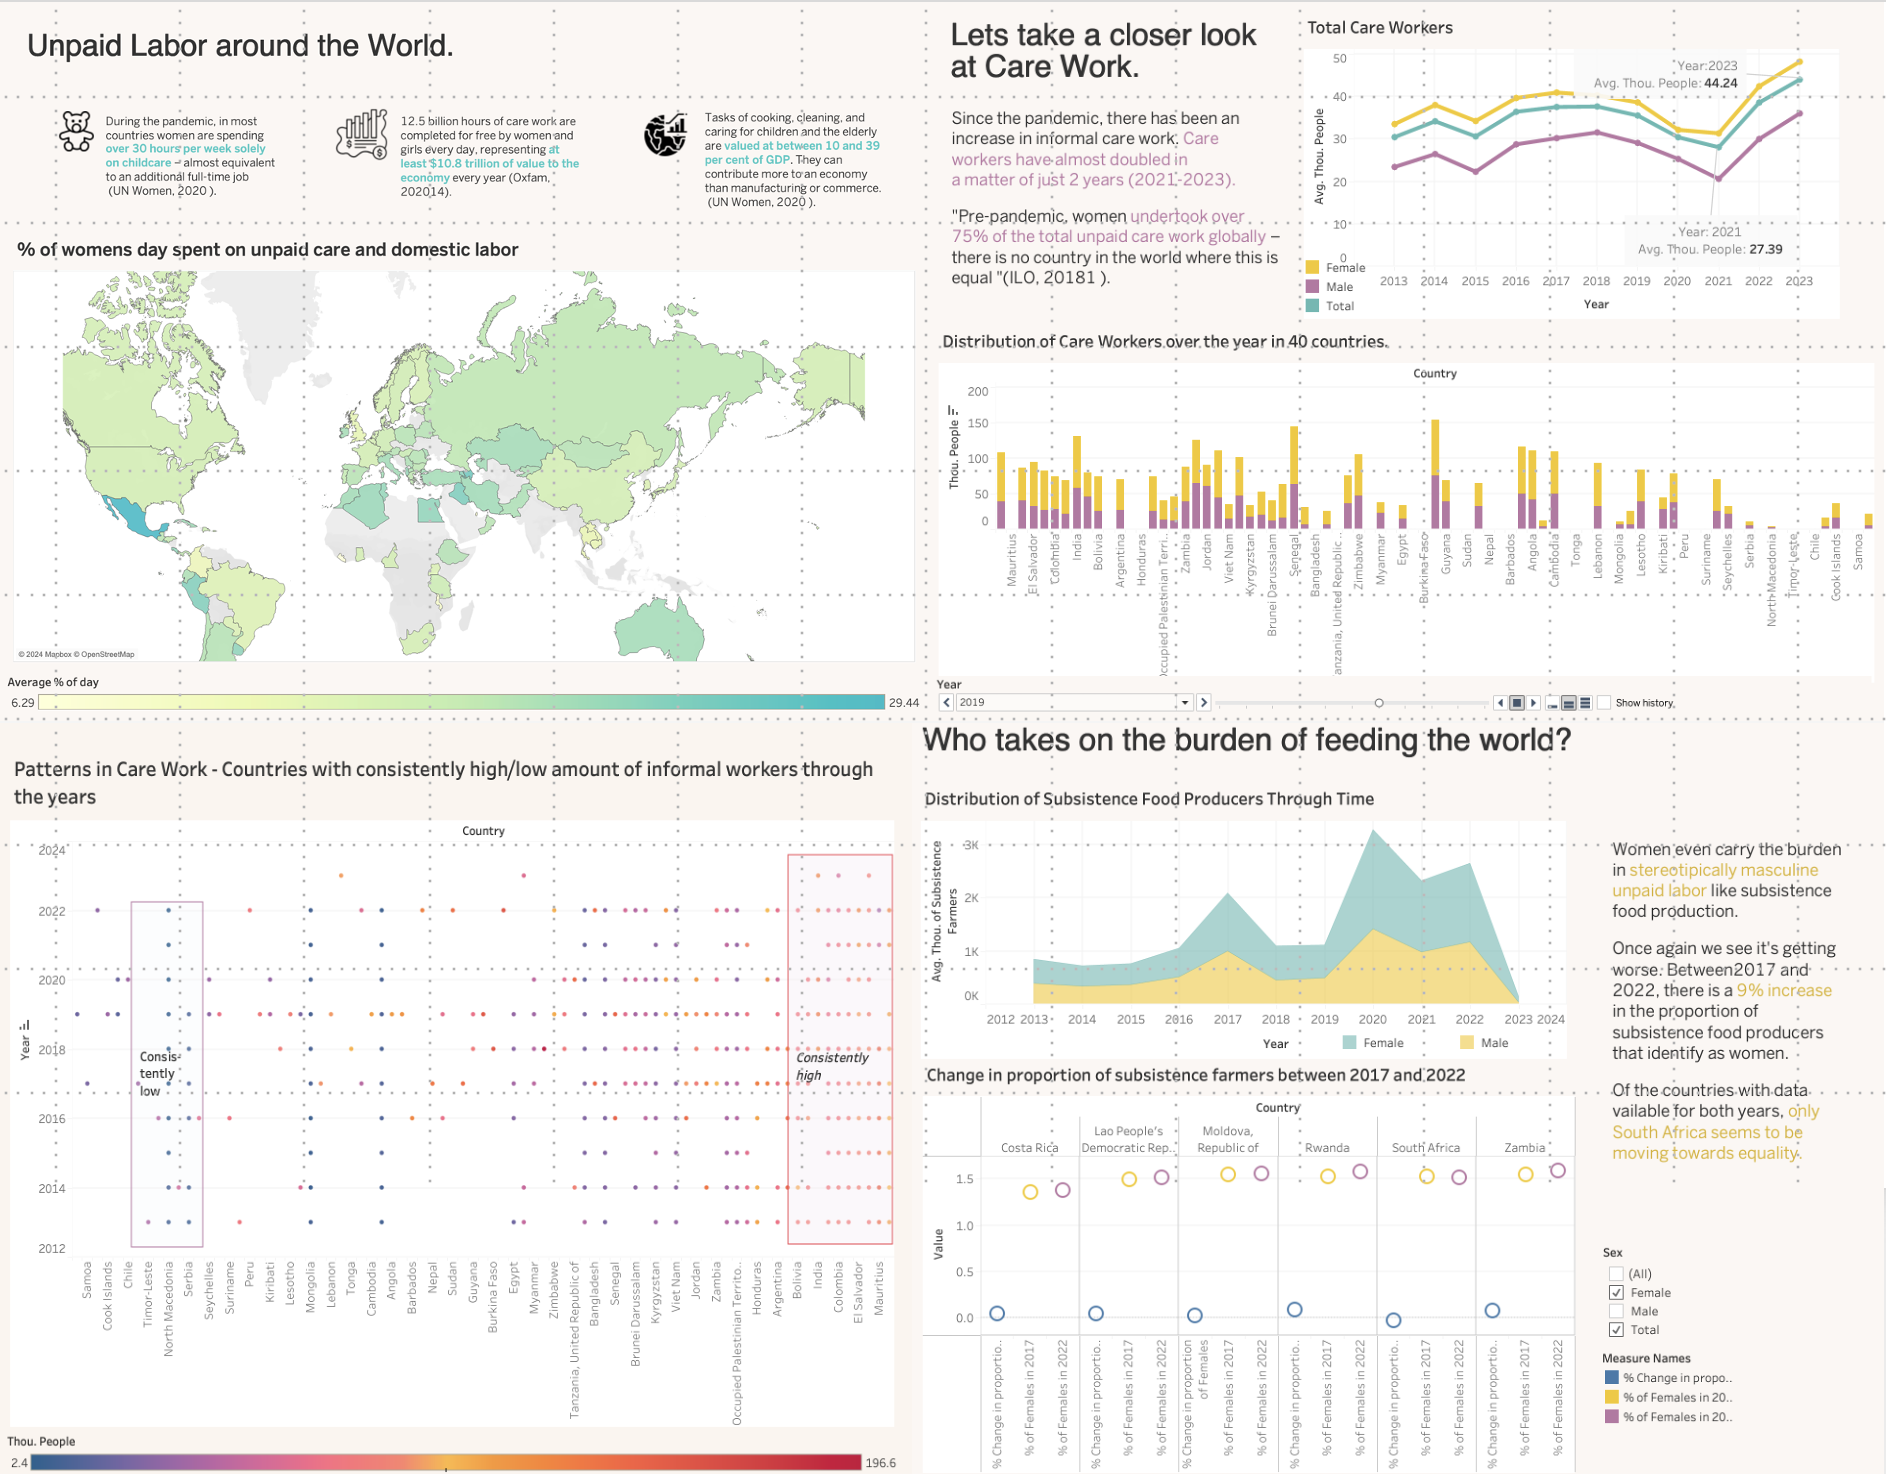 Unpaid Labor around the World.
During the pandemic, in most
countries women are spending
over 30 hours per week solely
on childcare – almost equivalent
to an additional full-time job
(UN Women, 2020 ).
12.5 billion hours of care work are
completed for free by women and
girls every day, representing at
least $10.8 trillion of value to the
economy every year (Oxfam,
202014).
Tasks of cooking, cleaning, and
caring for children and the elderly
are valued at between 10 and 39
per cent of GDP. They can
contribute more to an economy
than manufacturing or commerce.
(UN Women, 2020 ).
% of womens day spent on unpaid care and domestic labor
© 2024 Mapbox © OpenStreetMap
Average % of day
6.29
29.44
Lets take a closer look
at Care Work.
Since the pandemic, there has been an
increase in informal care work. Care
workers have almost doubled in
a matter of just 2 years (2021-2023).
"Pre-pandemic, women undertook over
75% of the total unpaid care work globally –
there is no country in the world where this is
equal "(ILO, 20181 ).
Total Care Workers
Avg. Thou. People
50
40
30
20
10
0
Year:2023
Avg. Thou. People: 44.24
Year: 2021
Avg. Thou. People: 27.39
Female
Male
Total
2013 2014 2015 2016 2017 2018 2019 2020 2021 2022 2023
Year
Distribution of Care Workers over the year in 40 countries.
Country
Thou. People
200
150
100
50
0
Mauritius
El Salvador
Colombia
India
Bolivia
Argentina
Honduras
Occupied Palestinian Terri..
Zambia
Jordan
Viet Nam
Kyrgyzstan
Brunei Darussalam
Senegal
Bangladesh
anzania, United Republic ..
Zimbabwe
Myanmar
Egypt
Burkina Faso
Guyana
Sudan
Nepal
Barbados
Angola
Cambodia
Tonga
Lebanon
Mongolia
Lesotho
Kiribati
Peru
Suriname
Seychelles
Serbia
North Macedonia
Timor-Leste
Chile
Cook Islands
Samoa
Year
2019
Show history
Patterns in Care Work - Countries with consistently high/low amount of informal workers through
the years
Country
Year
2024
2022
2020
2018
2016
2014
2012
Consis-
tently
low
Consistently
high
Samoa
Cook Islands
Chile
Timor-Leste
North Macedonia
Serbia
Seychelles
Suriname
Peru
Kiribati
Lesotho
Mongolia
Lebanon
Tonga
Cambodia
Angola
Barbados
Nepal
Sudan
Guyana
Burkina Faso
Egypt
Myanmar
Zimbabwe
Tanzania, United Republic of
Bangladesh
Senegal
Brunei Darussalam
Kyrgyzstan
Viet Nam
Jordan
Zambia
Occupied Palestinian Territo..
Honduras
Argentina
Bolivia
India
Colombia
El Salvador
Mauritius
Thou. People
2.4
196.6
Who takes on the burden of feeding the world?
Distribution of Subsistence Food Producers Through Time
Avg. Thou. of Subsistence
Farmers
3K
2K
1K
0K
2012 2013 2014 2015 2016 2017 2018 2019 2020 2021 2022 2023 2024
Year
Female
Male
Women even carry the burden
in stereotipically masculine
unpaid labor like subsistence
food production.
Once again we see it's getting
worse. Between2017 and
2022, there is a 9% increase
in the proportion of
subsistence food producers
that identify as women.
Of the countries with data
vailable for both years, only
South Africa seems to be
moving towards equality.
Change in proportion of subsistence farmers between 2017 and 2022
Country
Costa Rica
Lao People's
Democratic Rep..
Moldova,
Republic of
Rwanda
South Africa
Zambia
Value
1.5
1.0
0.5
0.0
% Change in proportio..
% of Females in 2017
% of Females in 2022
% Change in proportio..
% of Females in 2017
% of Females in 2022
% Change in proportion
of Females
% of Females in 2017
% of Females in 2022
% Change in proportio..
% of Females in 2017
% of Females in 2022
% Change in proportio..
% of Females in 2017
% of Females in 2022
% Change in proportio..
% of Females in 2017
% of Females in 2022
Sex
(All)
Female
Male
Total
Measure Names
% Change in propo..
% of Females in 20..
% of Females in 20..